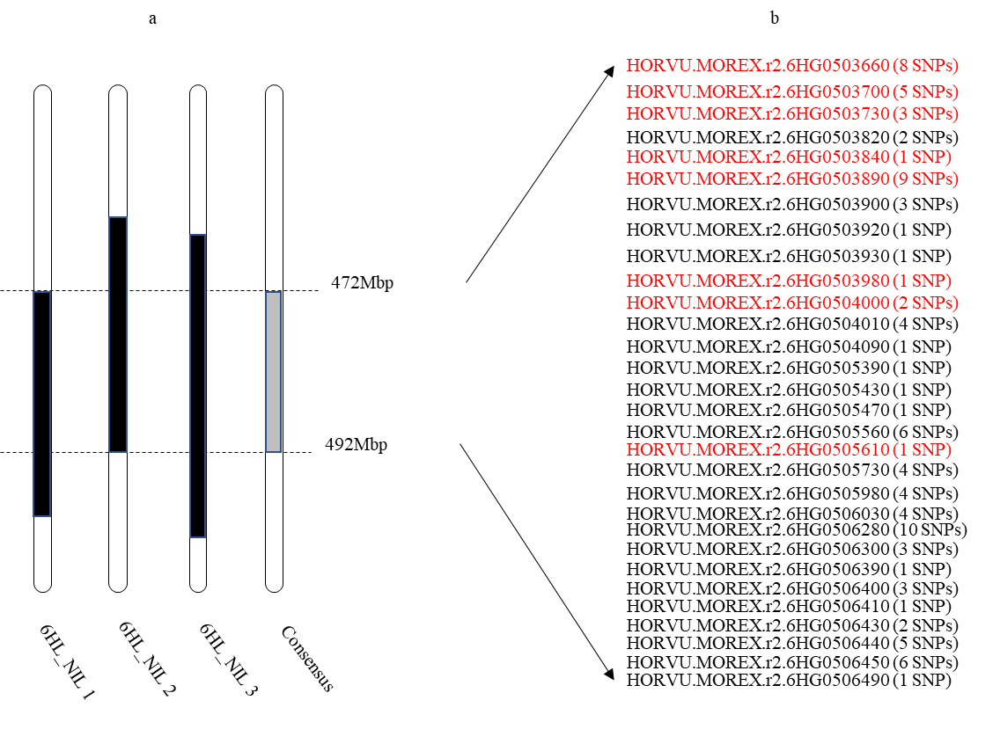 a
472Mbp
492Mbp
6HL_NIL 1
6HL_NIL 2
6HL_NIL 3
Consensus
b
HORVU.MOREX.r2.6HG0503660 (8 SNPs)
HORVU.MOREX.r2.6HG0503700 (5 SNPs)
HORVU.MOREX.r2.6HG0503730 (3 SNPs)
HORVU.MOREX.r2.6HG0503820 (2 SNPs)
HORVU.MOREX.r2.6HG0503840 (1 SNP)
HORVU.MOREX.r2.6HG0503890 (9 SNPs)
HORVU.MOREX.r2.6HG0503900 (3 SNPs)
HORVU.MOREX.r2.6HG0503920 (1 SNP)
HORVU.MOREX.r2.6HG0503930 (1 SNP)
HORVU.MOREX.r2.6HG0503980 (1 SNP)
HORVU.MOREX.r2.6HG0504000 (2 SNPs)
HORVU.MOREX.r2.6HG0504010 (4 SNPs)
HORVU.MOREX.r2.6HG0504090 (1 SNP)
HORVU.MOREX.r2.6HG0505390 (1 SNP)
HORVU.MOREX.r2.6HG0505430 (1 SNP)
HORVU.MOREX.r2.6HG0505470 (1 SNP)
HORVU.MOREX.r2.6HG0505560 (6 SNPs)
HORVU.MOREX.r2.6HG0505610 (1 SNP)
HORVU.MOREX.r2.6HG0505730 (4 SNPs)
HORVU.MOREX.r2.6HG0505980 (4 SNPs)
HORVU.MOREX.r2.6HG0506030 (4 SNPs)
HORVU.MOREX.r2.6HG0506280 (10 SNPs)
HORVU.MOREX.r2.6HG0506300 (3 SNPs)
HORVU.MOREX.r2.6HG0506390 (1 SNP)
HORVU.MOREX.r2.6HG0506400 (3 SNPs)
HORVU.MOREX.r2.6HG0506410 (1 SNP)
HORVU.MOREX.r2.6HG0506430 (2 SNPs)
HORVU.MOREX.r2.6HG0506440 (5 SNPs)
HORVU.MOREX.r2.6HG0506450 (6 SNPs)
HORVU.MOREX.r2.6HG0506490 (1 SNP)